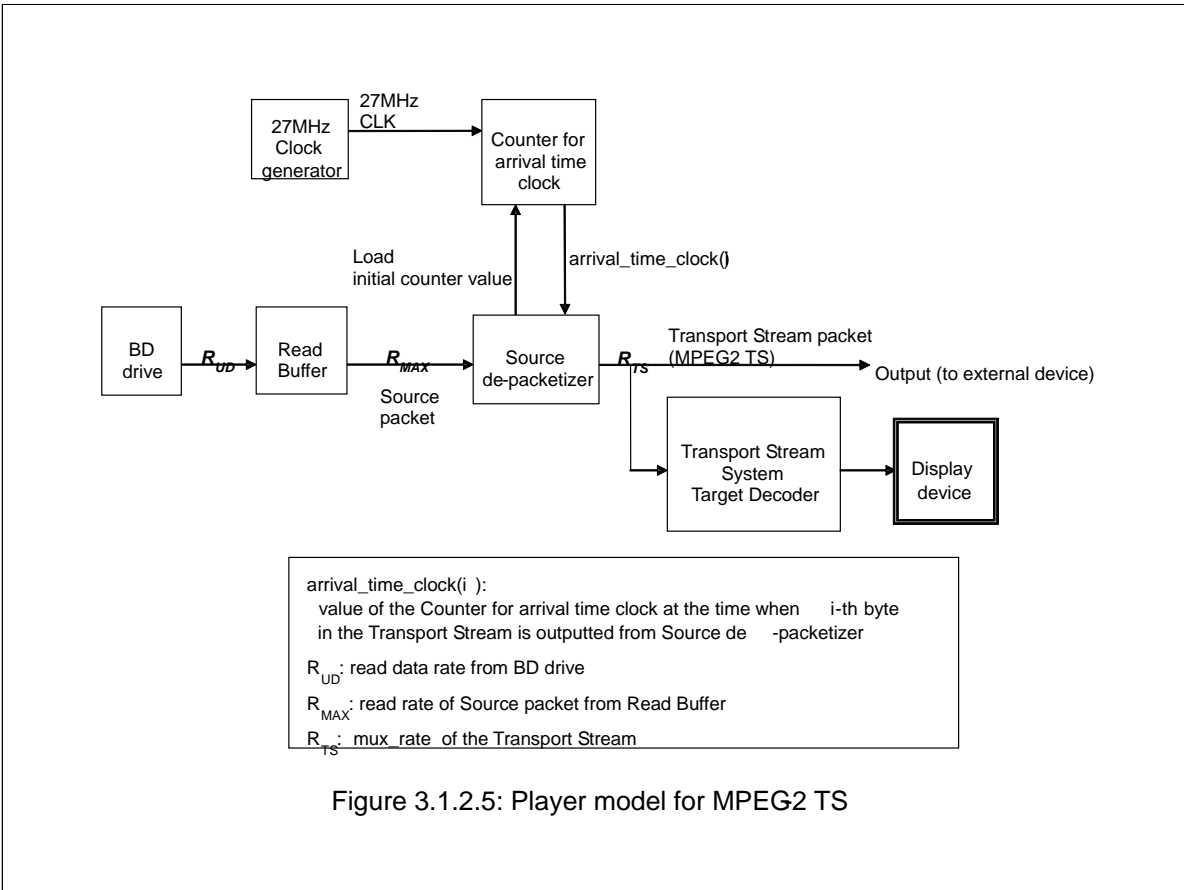 27MHz
Clock
generator
27MHz
CLK
Counter for
arrival time
clock
Load
initial counter value
arrival_time_clock(i)
BD
drive
R_UD
Read
Buffer
R_MAX
Source
packet
Source
de-packetizer
R_TS
Transport Stream packet
(MPEG2 TS)
Output (to external device)
Transport Stream
System
Target Decoder
Display
device
arrival_time_clock(i ):
value of the Counter for arrival time clock at the time when i-th byte
in the Transport Stream is outputted from Source de -packetizer
R_UD: read data rate from BD drive
R_MAX: read rate of Source packet from Read Buffer
R_TS: mux_rate of the Transport Stream
Figure 3.1.2.5: Player model for MPEG-2 TS